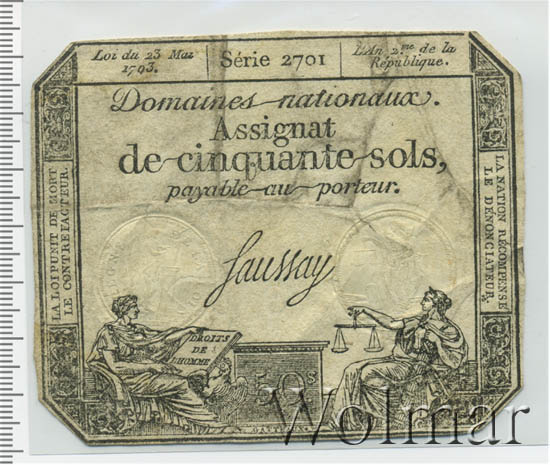 Loi du 23 Mai
1793.
Série 2701
L'An 2.me de la
République.
Domaines nationaux.
Assignat
de cinquante sols,
payable au porteur.
LA LOI PUNIT DE MORT
LE CONTREFACTEUR.
LA NATION RÉCOMPENSE
LE DÉNONCIATEUR.
Saussay
DROITS
DE
L'HOMME
50s
Wolmar